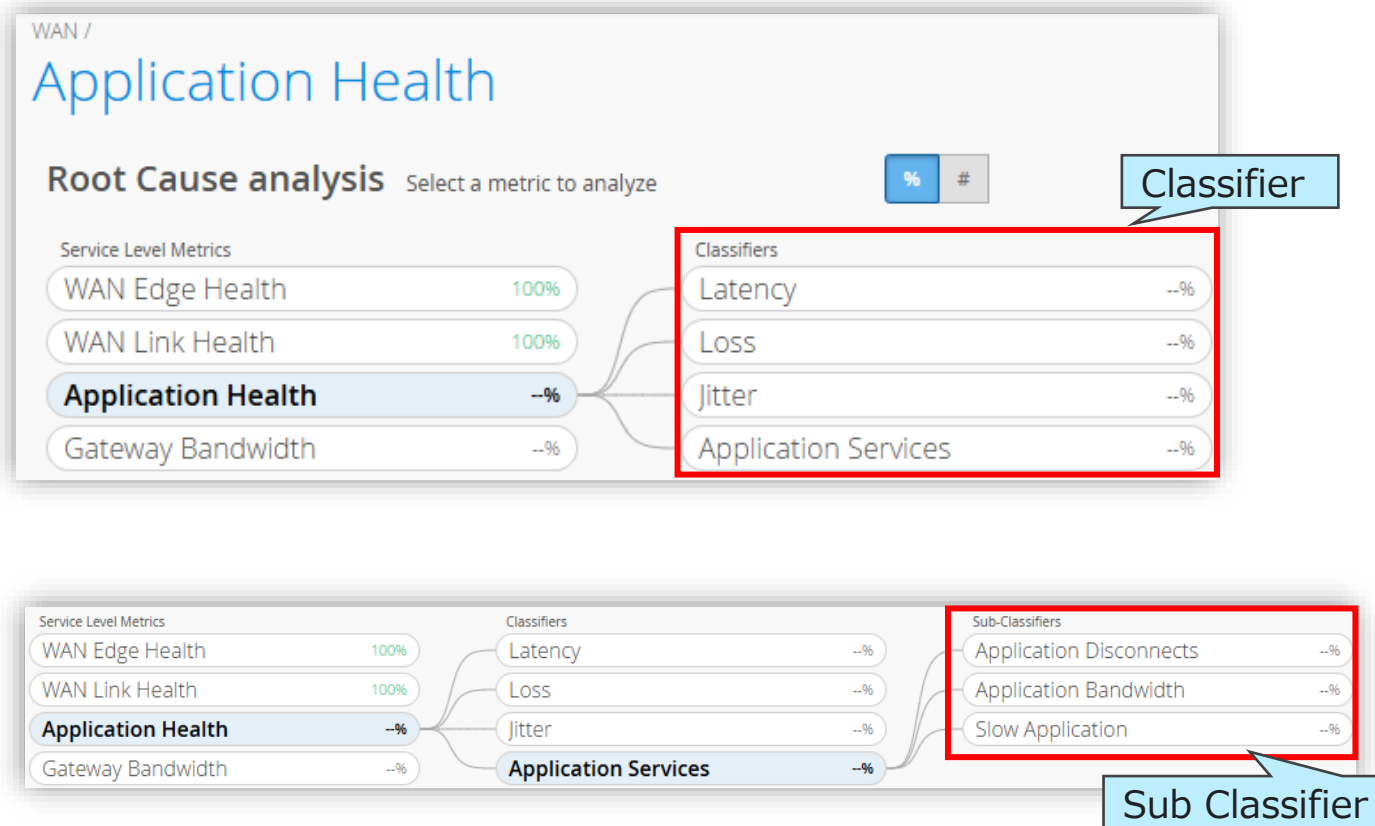 WAN /
Application Health
Root Cause analysis Select a metric to analyze
% #
Classifier
Service Level Metrics
Classifiers
WAN Edge Health 100%
Latency --%
WAN Link Health 100%
Loss --%
Application Health --%
Jitter --%
Gateway Bandwidth --%
Application Services --%
Service Level Metrics
Classifiers
Sub-Classifiers
WAN Edge Health 100%
Latency --%
Application Disconnects --%
WAN Link Health 100%
Loss --%
Application Bandwidth --%
Application Health --%
Jitter --%
Slow Application --%
Gateway Bandwidth --%
Application Services --%
Sub Classifier